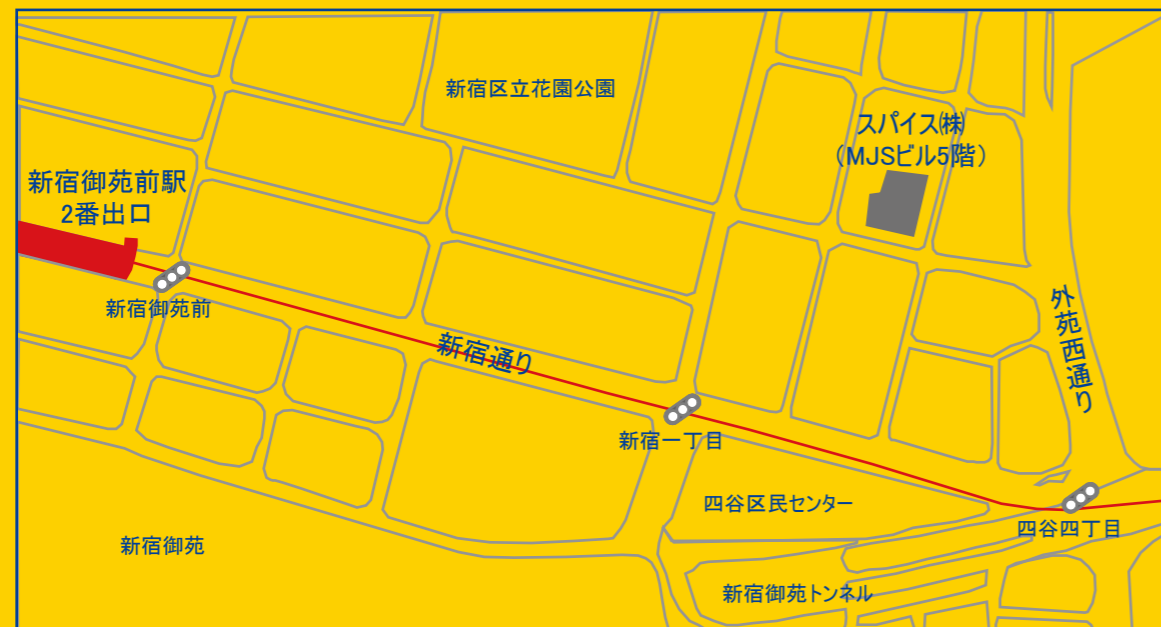 新宿区立花園公園
スパイス㈱
（MJSビル5階）
新宿御苑前駅
2番出口
新宿御苑前
新宿通り
外苑西通り
新宿一丁目
四谷区民センター
四谷四丁目
新宿御苑
新宿御苑トンネル